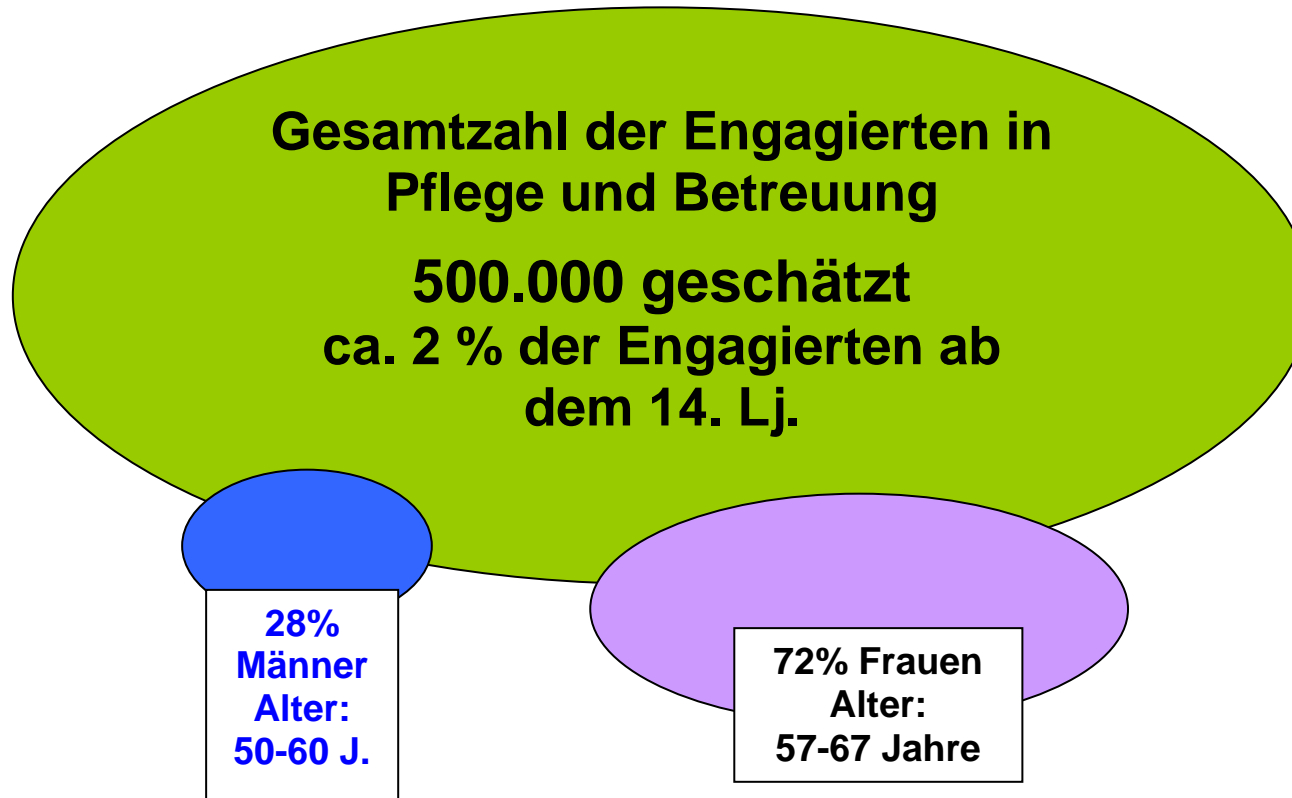 Gesamtzahl der Engagierten in
Pflege und Betreuung
500.000 geschätzt
ca. 2 % der Engagierten ab
dem 14. Lj.
28%
Männer
Alter:
50-60 J.
72% Frauen
Alter:
57-67 Jahre